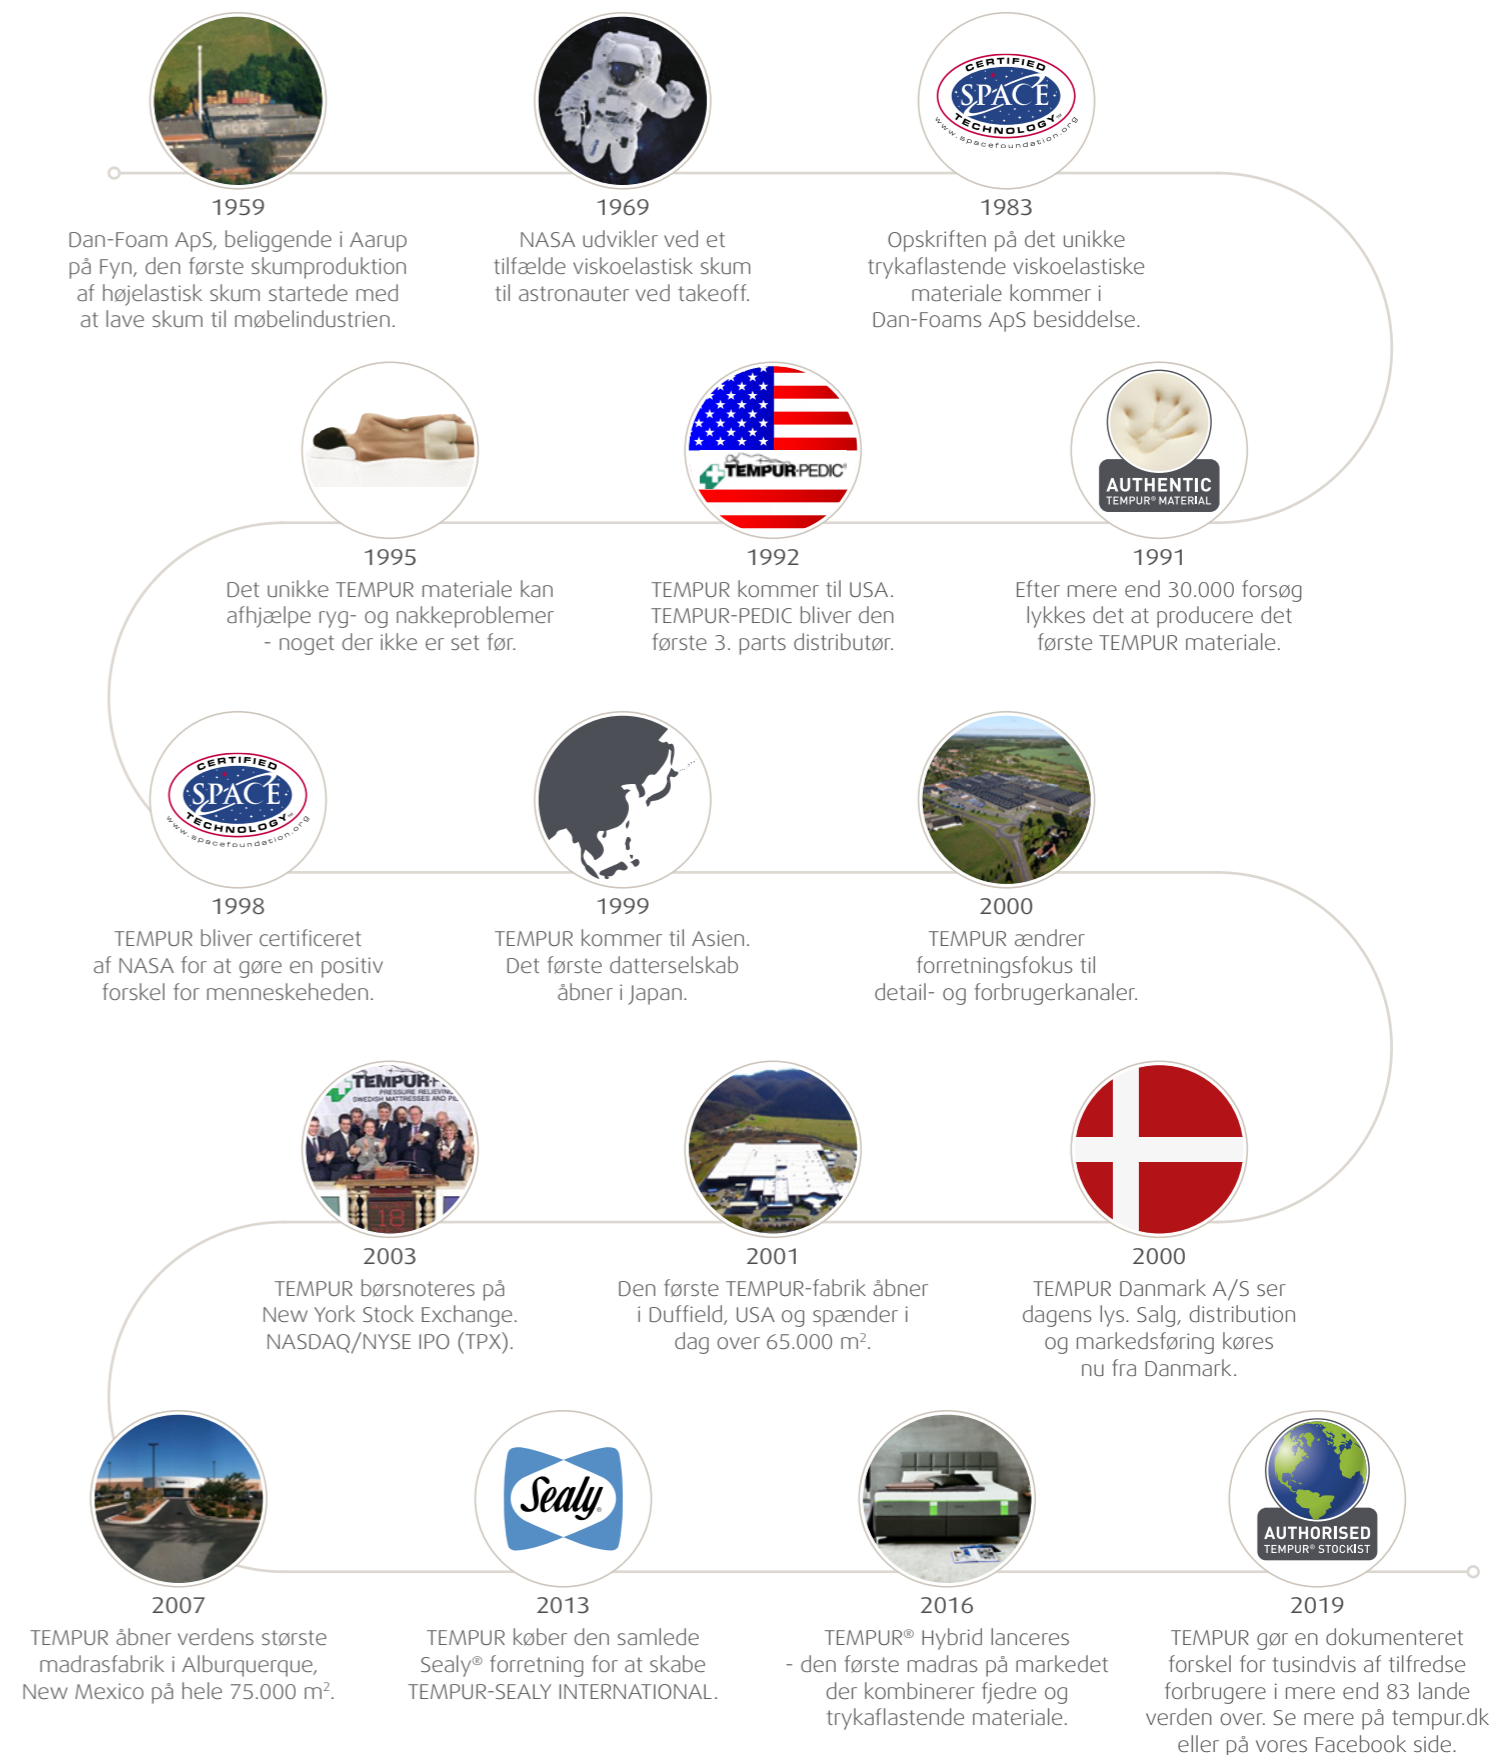 CERTIFIED
SPACE
TECHNOLOGY™
www.spacefoundation.org
1959
Dan-Foam ApS, beliggende i Aarup
på Fyn, den første skumproduktion
af højelastisk skum startede med
at lave skum til møbelindustrien.
1969
NASA udvikler ved et
tilfælde viskoelastisk skum
til astronauter ved takeoff.
1983
Opskriften på det unikke
trykaflastende viskoelastiske
materiale kommer i
Dan-Foams ApS besiddelse.
TEMPUR-PEDIC®
AUTHENTIC
TEMPUR® MATERIAL
1995
Det unikke TEMPUR materiale kan
afhjælpe ryg- og nakkeproblemer
- noget der ikke er set før.
1992
TEMPUR kommer til USA.
TEMPUR-PEDIC bliver den
første 3. parts distributør.
1991
Efter mere end 30.000 forsøg
lykkes det at producere det
første TEMPUR materiale.
CERTIFIED
SPACE
TECHNOLOGY™
www.spacefoundation.org
1998
TEMPUR bliver certificeret
af NASA for at gøre en positiv
forskel for menneskeheden.
1999
TEMPUR kommer til Asien.
Det første datterselskab
åbner i Japan.
2000
TEMPUR ændrer
forretningsfokus til
detail- og forbrugerkanaler.
TEMPUR-P
PRESSURE RELIEVING
SWEDISH MATTRESSES AND PIL
18
2003
TEMPUR børsnoteres på
New York Stock Exchange.
NASDAQ/NYSE IPO (TPX).
2001
Den første TEMPUR-fabrik åbner
i Duffield, USA og spænder i
dag over 65.000 m².
2000
TEMPUR Danmark A/S ser
dagens lys. Salg, distribution
og markedsføring køres
nu fra Danmark.
Sealy®
AUTHORISED
TEMPUR® STOCKIST
2007
TEMPUR åbner verdens største
madrasfabrik i Alburquerque,
New Mexico på hele 75.000 m².
2013
TEMPUR køber den samlede
Sealy® forretning for at skabe
TEMPUR-SEALY INTERNATIONAL.
2016
TEMPUR® Hybrid lanceres
- den første madras på markedet
der kombinerer fjedre og
trykaflastende materiale.
2019
TEMPUR gør en dokumenteret
forskel for tusindvis af tilfredse
forbrugere i mere end 83 lande
verden over. Se mere på tempur.dk
eller på vores Facebook side.